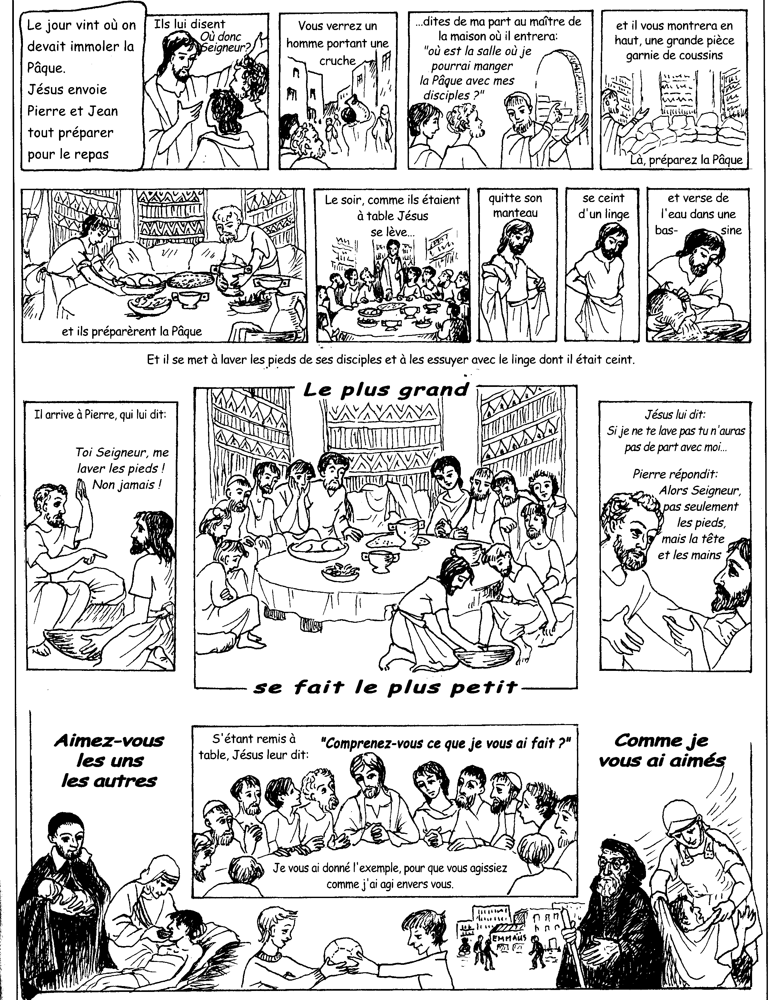 Le jour vint où on
devait immoler la
Pâque.
Jésus envoie
Pierre et Jean
tout préparer
pour le repas
Ils lui disent
Où donc
Seigneur?
Vous verrez un
homme portant une
cruche
...dites de ma part au maître de
la maison où il entrera:
"où est la salle où je
pourrai manger
la Pâque avec mes
disciples ?"
et il vous montrera en
haut, une grande pièce
garnie de coussins
Là, préparez la Pâque
et ils préparèrent la Pâque
Le soir, comme ils étaient
à table Jésus
se lève...
quitte son
manteau
se ceint
d'un linge
et verse de
l'eau dans une
bas- sine
Et il se met à laver les pieds de ses disciples et à les essuyer avec le linge dont il était ceint.
Il arrive à Pierre, qui lui dit:
Toi Seigneur, me
laver les pieds !
Non jamais !
Le plus grand
se fait le plus petit
Jésus lui dit:
Si je ne te lave pas tu n'auras
pas de part avec moi...
Pierre répondit:
Alors Seigneur,
pas seulement
les pieds,
mais la tête
et les mains
Aimez-vous
les uns
les autres
S'étant remis à
table, Jésus leur dit:
"Comprenez-vous ce que je vous ai fait ?"
Je vous ai donné l'exemple, pour que vous agissiez
comme j'ai agi envers vous.
Comme je
vous ai aimés
EMMAÜS